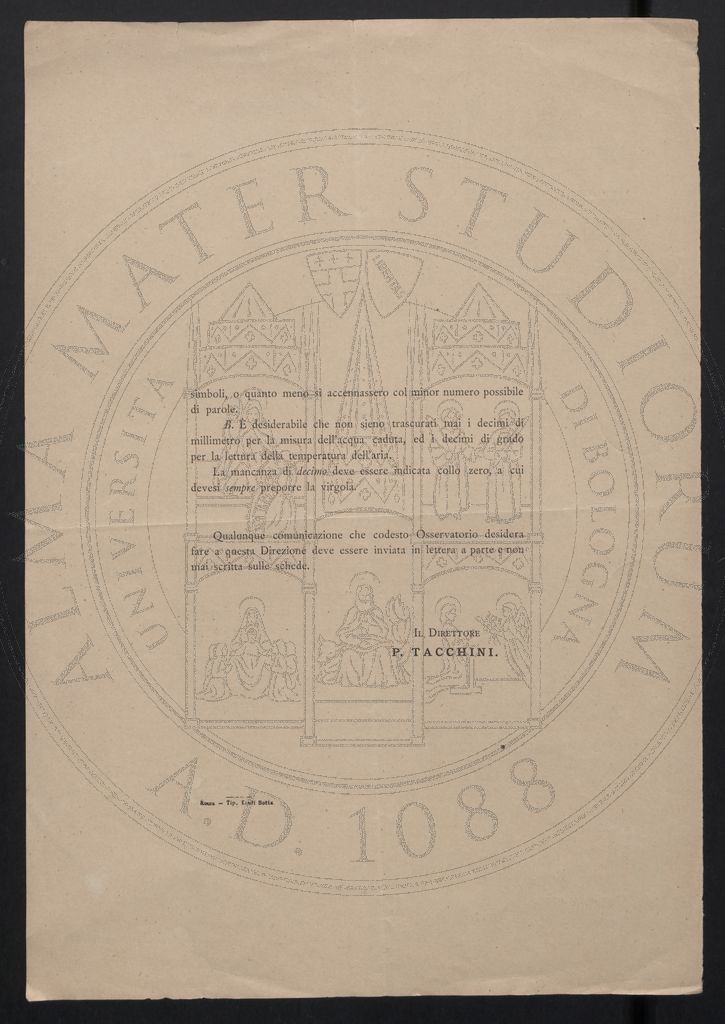 simboli, o quanto meno si accennassero col minor numero possibile
di parole.
B. È desiderabile che non sieno trascurati mai i decimi di
millimetro per la misura dell'acqua caduta, ed i decimi di grado
per la lettura della temperatura dell'aria.
La mancanza di decimo deve essere indicata collo zero, a cui
devesi sempre preporre la virgola.
Qualunque comunicazione che codesto Osservatorio desidera
fare a questa Direzione deve essere inviata in lettera a parte e non
mai scritta sulle schede.
IL DIRETTORE
P. TACCHINI.
Roma — Tip. Botta
ALMA MATER STUDIORUM
A.D. 1088
UNIVERSITÀ DI BOLOGNA
LIBERTAS